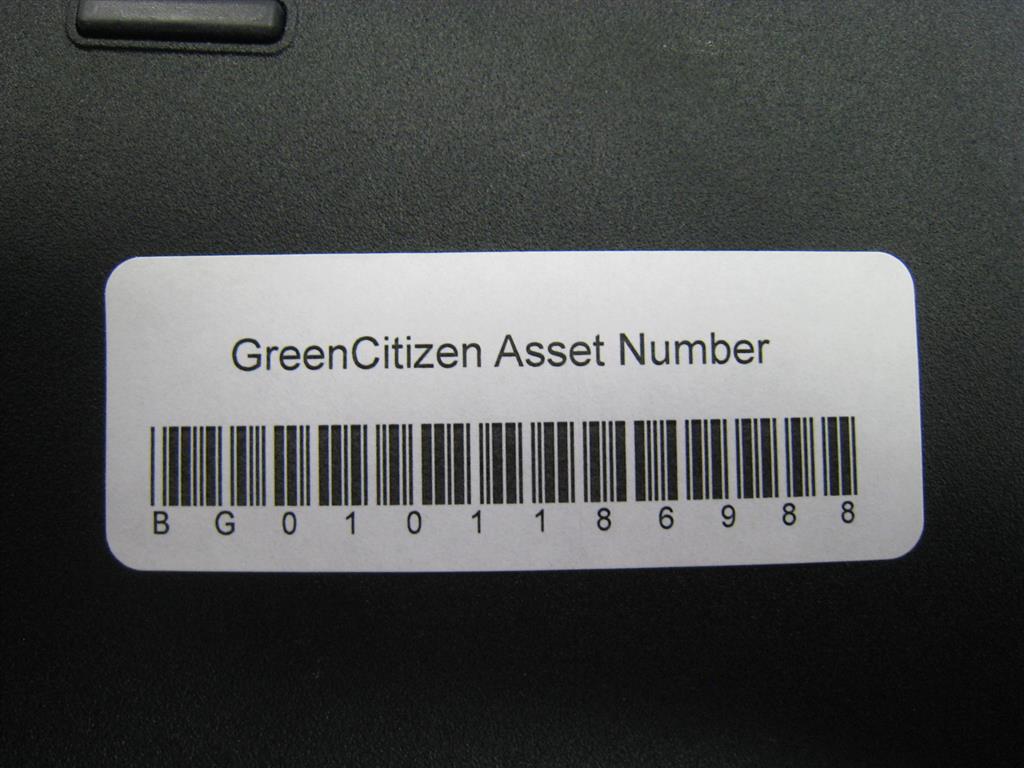 GreenCitizen Asset Number
B G 0 1 0 1 1 8 6 9 8 8